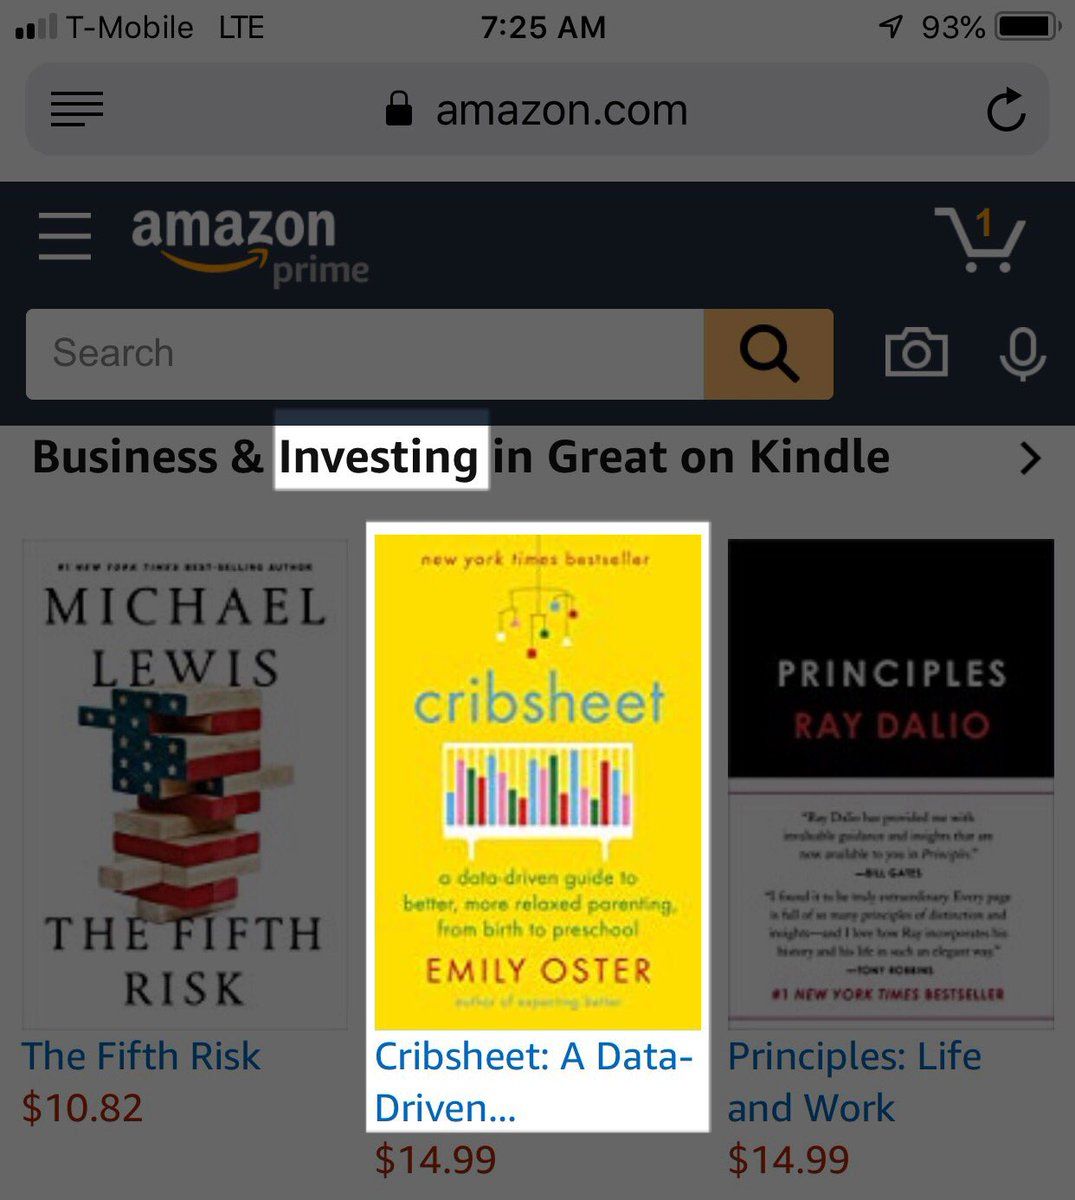 T-Mobile LTE 7:25 AM 93%
amazon.com
amazon
prime
1
Search
Business & Investing in Great on Kindle
#1 NEW YORK TIMES BEST-SELLING AUTHOR
MICHAEL
LEWIS
THE FIFTH
RISK
The Fifth Risk
$10.82
new york times bestseller
cribsheet
a data-driven guide to
better, more relaxed parenting,
from birth to preschool
EMILY OSTER
author of expecting better
Cribsheet: A Data-
Driven...
$14.99
PRINCIPLES
RAY DALIO
"Ray Dalio has provided me with
invaluable guidance and insights that are
now available to you in Principles."
—BILL GATES
"I found it to be truly extraordinary. Every page
is full of so many principles of distinction and
insights—and I love how Ray incorporates his
history and his life in such an elegant way."
—TONY ROBBINS
#1 NEW YORK TIMES BESTSELLER
Principles: Life
and Work
$14.99